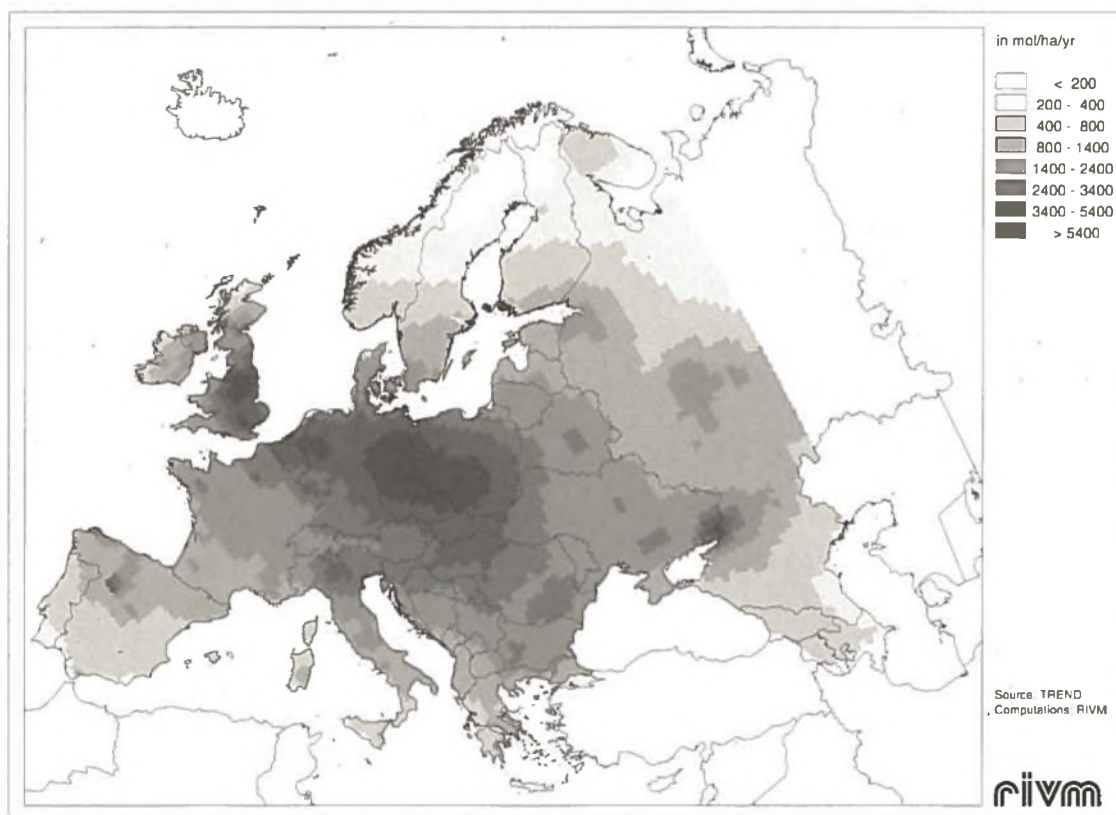 in mol/ha/yr
< 200
200 - 400
400 - 800
800 - 1400
1400 - 2400
2400 - 3400
3400 - 5400
> 5400
Source: TREND
Computations: RIVM
rivm